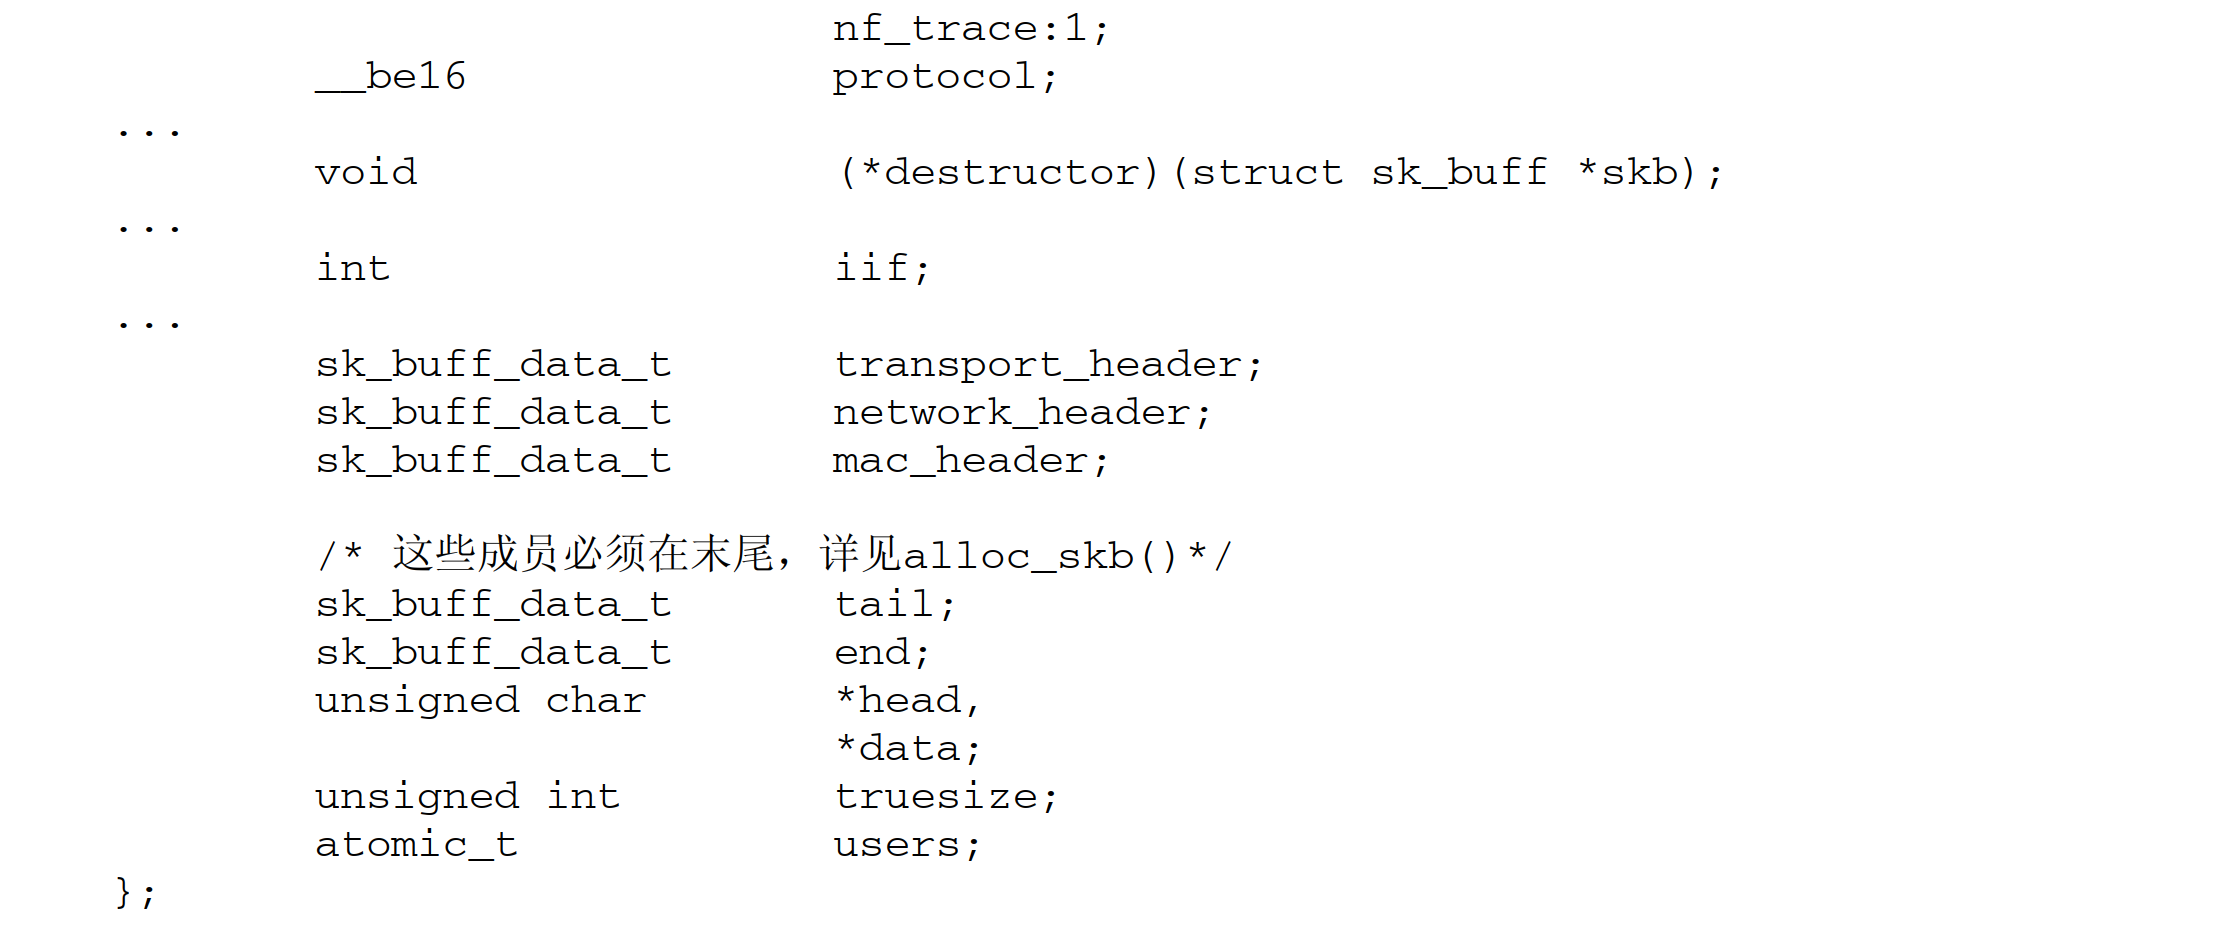 nf_trace:1;
__be16 protocol;
...
void (*destructor)(struct sk_buff *skb);
...
int iif;
...
sk_buff_data_t transport_header;
sk_buff_data_t network_header;
sk_buff_data_t mac_header;
/* 这些成员必须在末尾，详见alloc_skb()*/
sk_buff_data_t tail;
sk_buff_data_t end;
unsigned char *head,
*data;
unsigned int truesize;
atomic_t users;
};